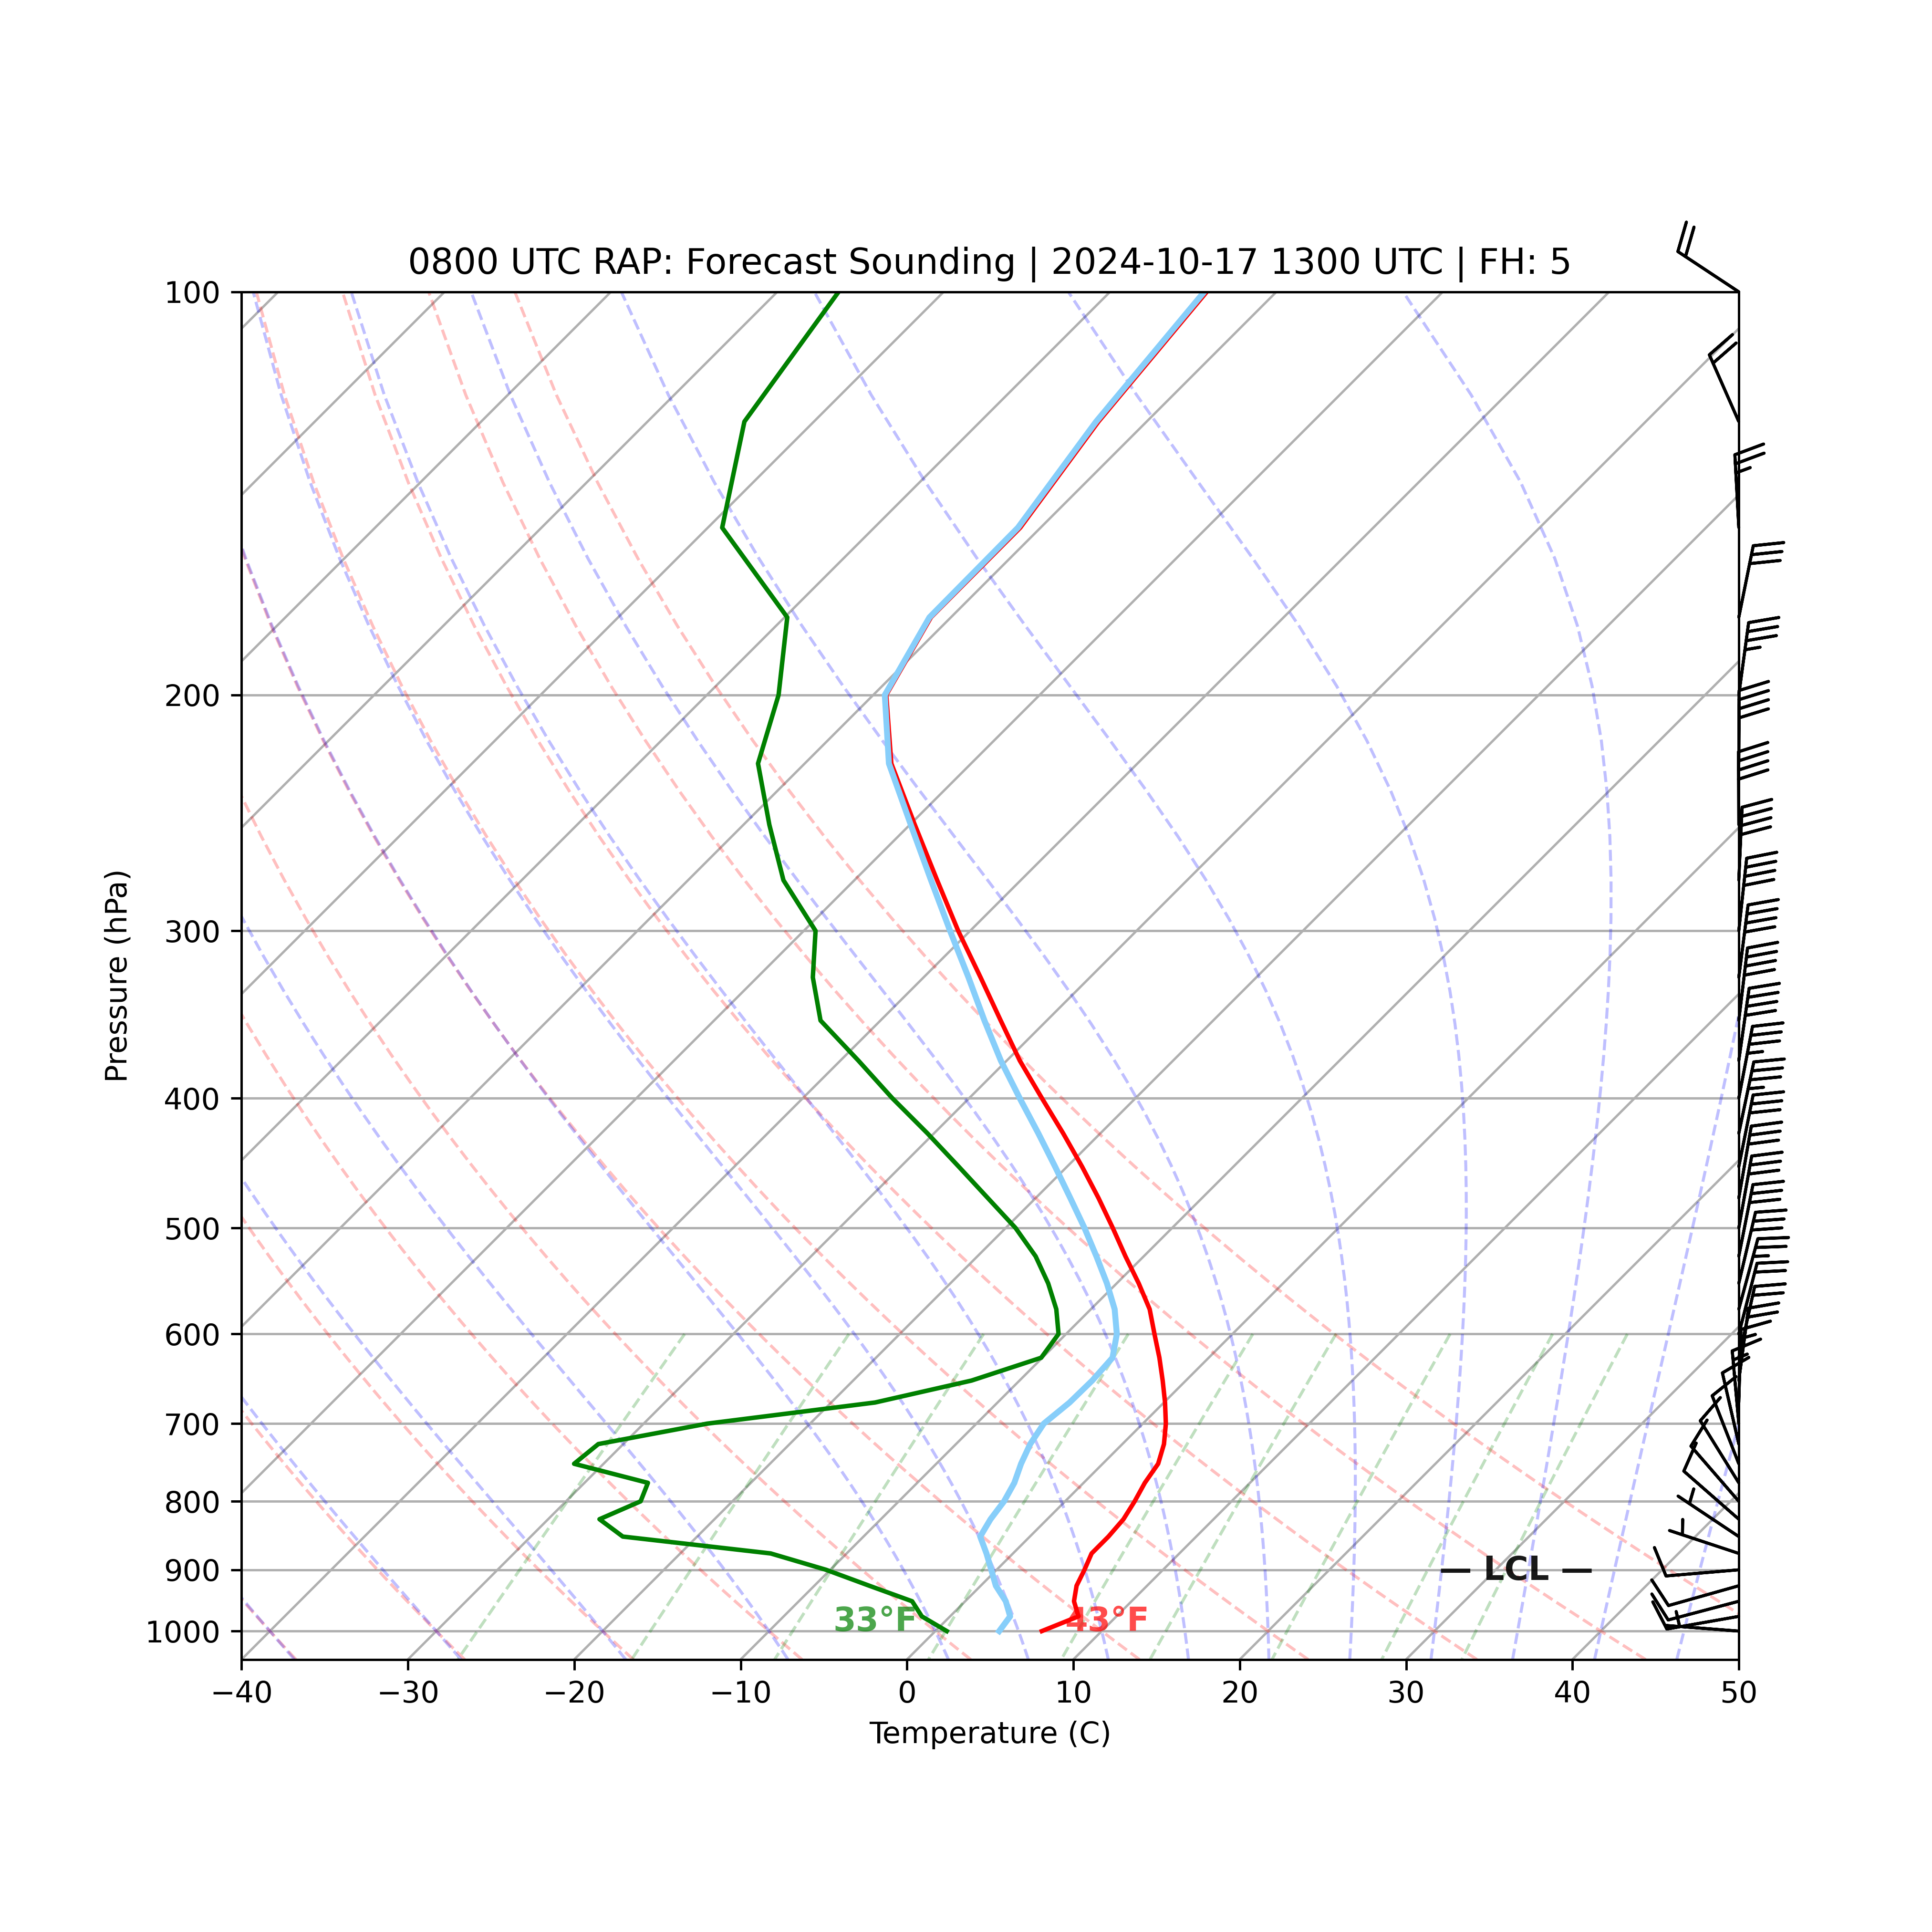 0800 UTC RAP: Forecast Sounding | 2024-10-17 1300 UTC | FH: 5
100
200
300
400
500
600
700
800
900
1000
Pressure (hPa)
— LCL —
33°F
43°F
−40 −30 −20 −10 0 10 20 30 40 50
Temperature (C)